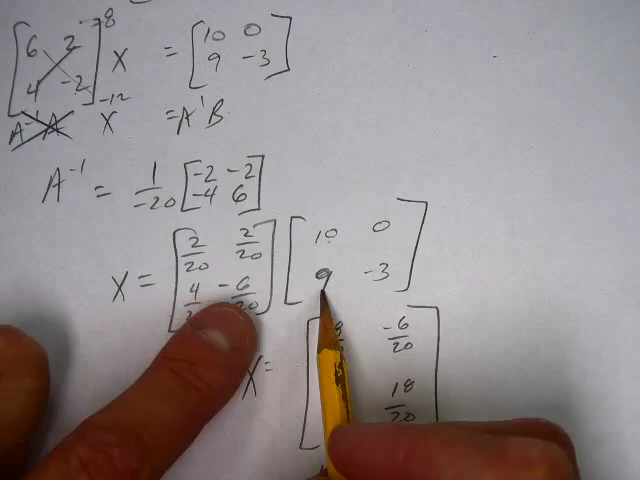 [6 2; 4 -2] 8 -12 X = [10 0; 9 -3]
A⁻¹A X = A⁻¹B
A⁻¹ = 1/-20 [-2 -2; -4 6]
X = [2/20 2/20; 4/ -6/20] [10 0; 9 -3]
X = [-6/20; 18/20]